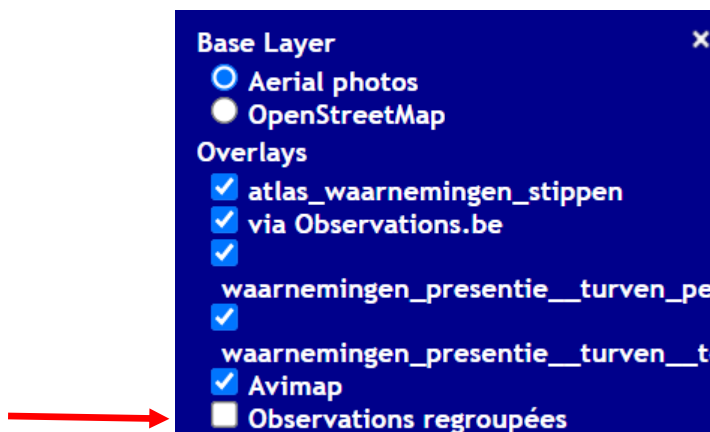 Base Layer
Aerial photos
OpenStreetMap
Overlays
atlas_waarnemingen_stippen
via Observations.be
waarnemingen_presentie__turven_pe
waarnemingen_presentie__turven__t
Avimap
Observations regroupées